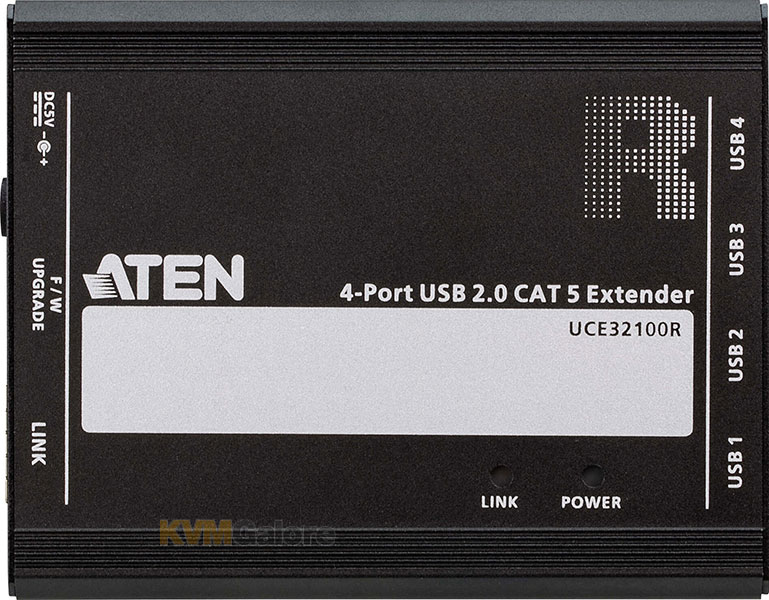 DC5V
F/W
UPGRADE
LINK
R
ATEN
4-Port USB 2.0 CAT 5 Extender
UCE32100R
LINK
POWER
USB 4
USB 3
USB 2
USB 1
KVMGalore